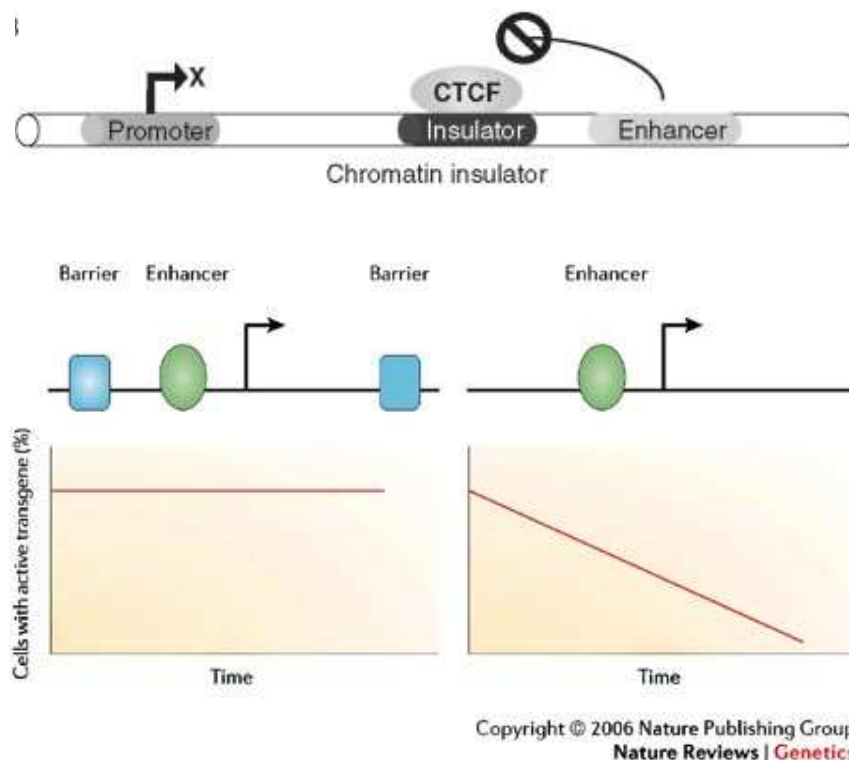 X
CTCF
Promoter Insulator Enhancer
Chromatin insulator
Barrier Enhancer Barrier Enhancer
Cells with active transgene (%)
Time Time
Copyright © 2006 Nature Publishing Group
Nature Reviews | Genetics